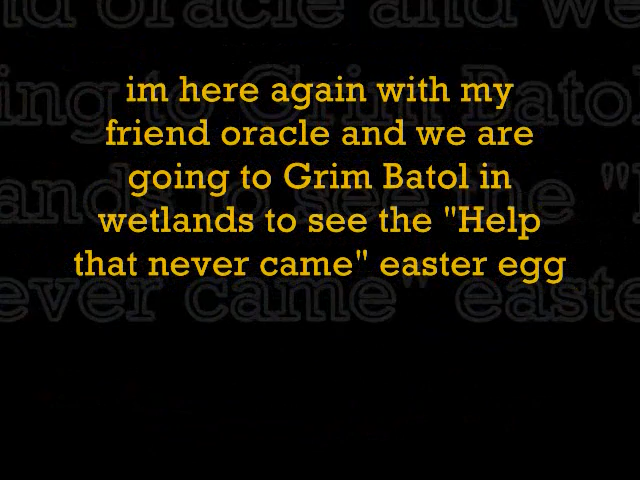 im here again with my
friend oracle and we are
going to Grim Batol in
wetlands to see the "Help
that never came" easter egg